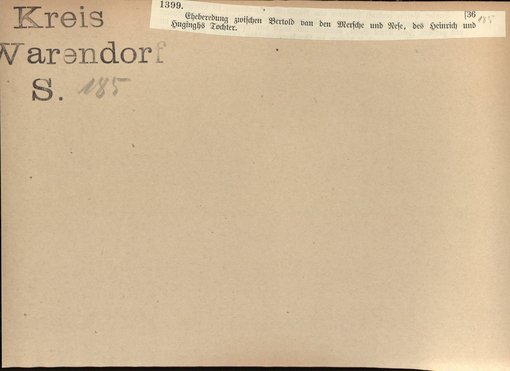 Kreis
Warendorf
S. 185
1399. [36
Eheberedung zwischen Bertold van den Mersche und Nese, des Heinrich und 185
Huginghs Tochter.